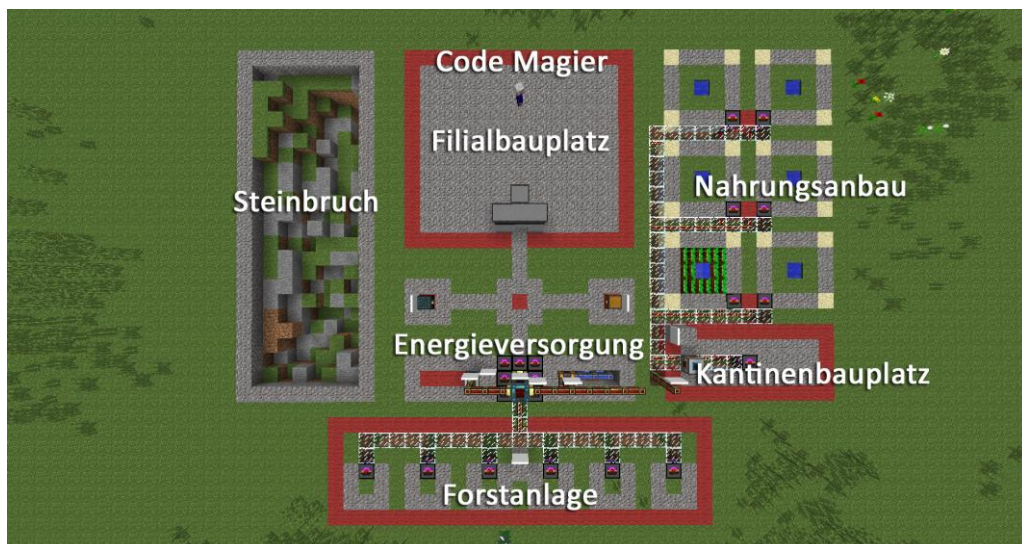 Code Magier
Filialbauplatz
Steinbruch
Nahrungsanbau
Energieversorgung
Kantinenbauplatz
Forstanlage